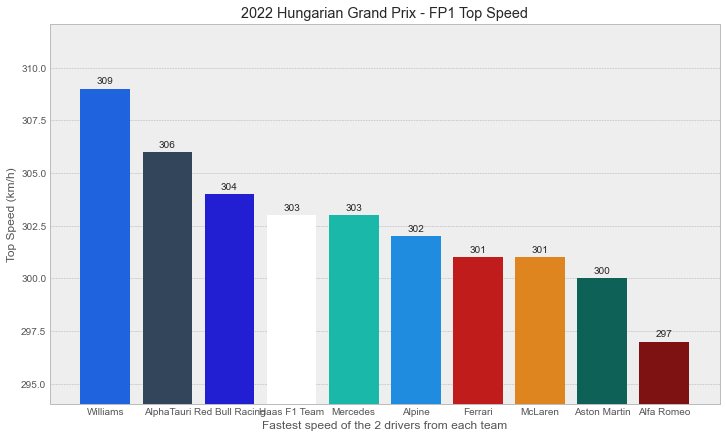 2022 Hungarian Grand Prix - FP1 Top Speed
Top Speed (km/h)
310.0
307.5
305.0
302.5
300.0
297.5
295.0
309
306
304
303
303
302
301
301
300
297
Williams
AlphaTauri
Red Bull Racing
Haas F1 Team
Mercedes
Alpine
Ferrari
McLaren
Aston Martin
Alfa Romeo
Fastest speed of the 2 drivers from each team